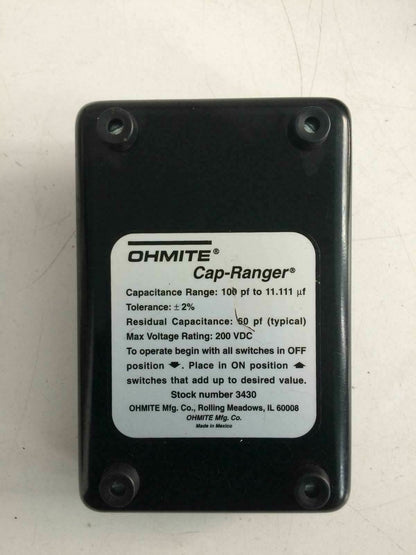 OHMITE®
Cap-Ranger®
Capacitance Range: 100 pf to 11.111 µf
Tolerance: ± 2%
Residual Capacitance: 60 pf (typical)
Max Voltage Rating: 200 VDC
To operate begin with all switches in OFF
position 🡇. Place in ON position 🡅
switches that add up to desired value.
Stock number 3430
OHMITE Mfg. Co., Rolling Meadows, IL 60008
OHMITE Mfg. Co.
Made in Mexico